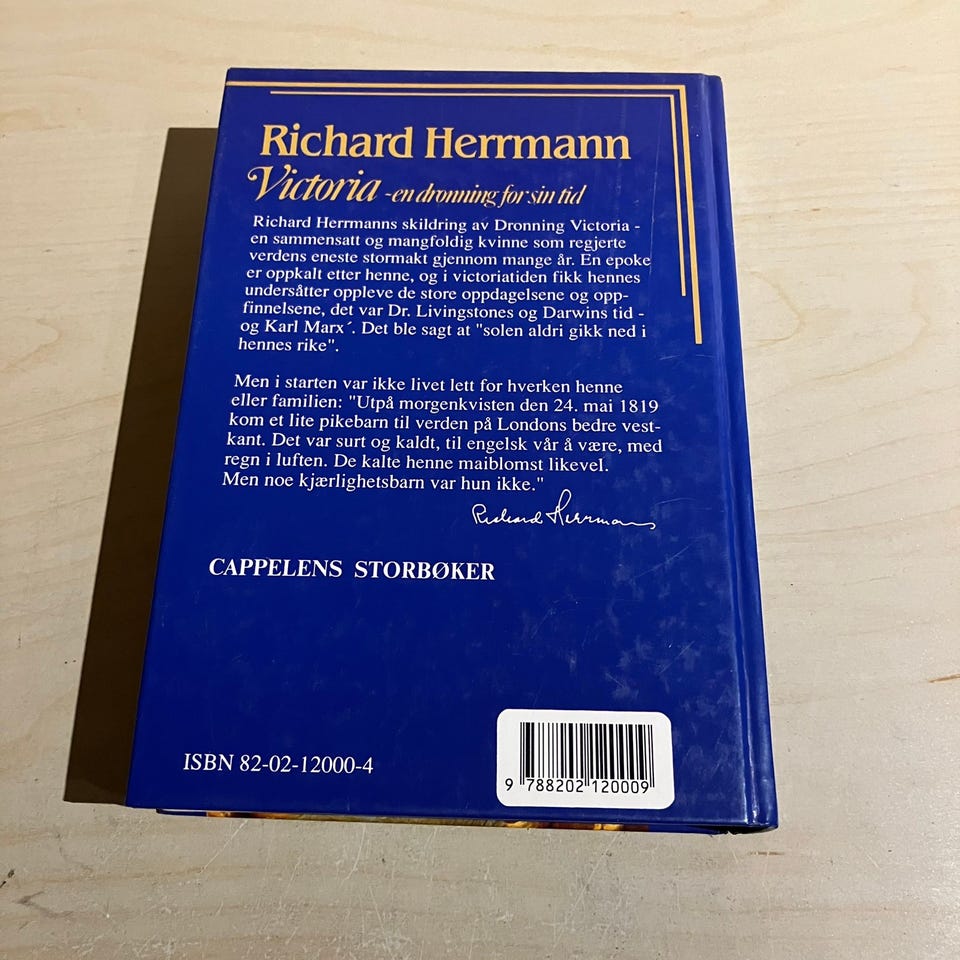 Richard Herrmann
Victoria -en dronning for sin tid
Richard Herrmanns skildring av Dronning Victoria -
en sammensatt og mangfoldig kvinne som regjerte
verdens eneste stormakt gjennom mange år. En epoke
er oppkalt etter henne, og i victoriatiden fikk hennes
undersåtter oppleve de store oppdagelsene og opp-
finnelsene, det var Dr. Livingstones og Darwins tid -
og Karl Marx´. Det ble sagt at "solen aldri gikk ned i
hennes rike".
Men i starten var ikke livet lett for hverken henne
eller familien: "Utpå morgenkvisten den 24. mai 1819
kom et lite pikebarn til verden på Londons bedre vest-
kant. Det var surt og kaldt, til engelsk vår å være, med
regn i luften. De kalte henne maiblomst likevel.
Men noe kjærlighetsbarn var hun ikke."
Richard Herrmann
CAPPELENS STORBØKER
ISBN 82-02-12000-4
9 788202 120009